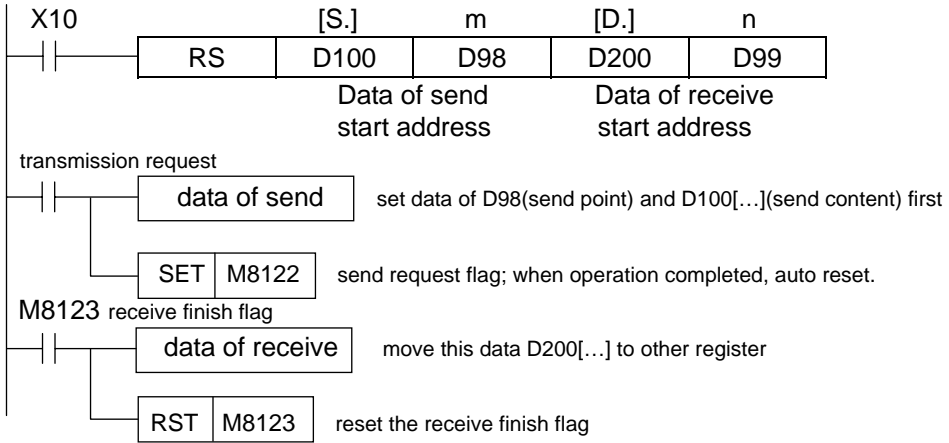 X10 [S.] m [D.] n
RS D100 D98 D200 D99
Data of send Data of receive
start address start address
transmission request
data of send set data of D98(send point) and D100[…](send content) first
SET M8122 send request flag; when operation completed, auto reset.
M8123 receive finish flag
data of receive move this data D200[…] to other register
RST M8123 reset the receive finish flag